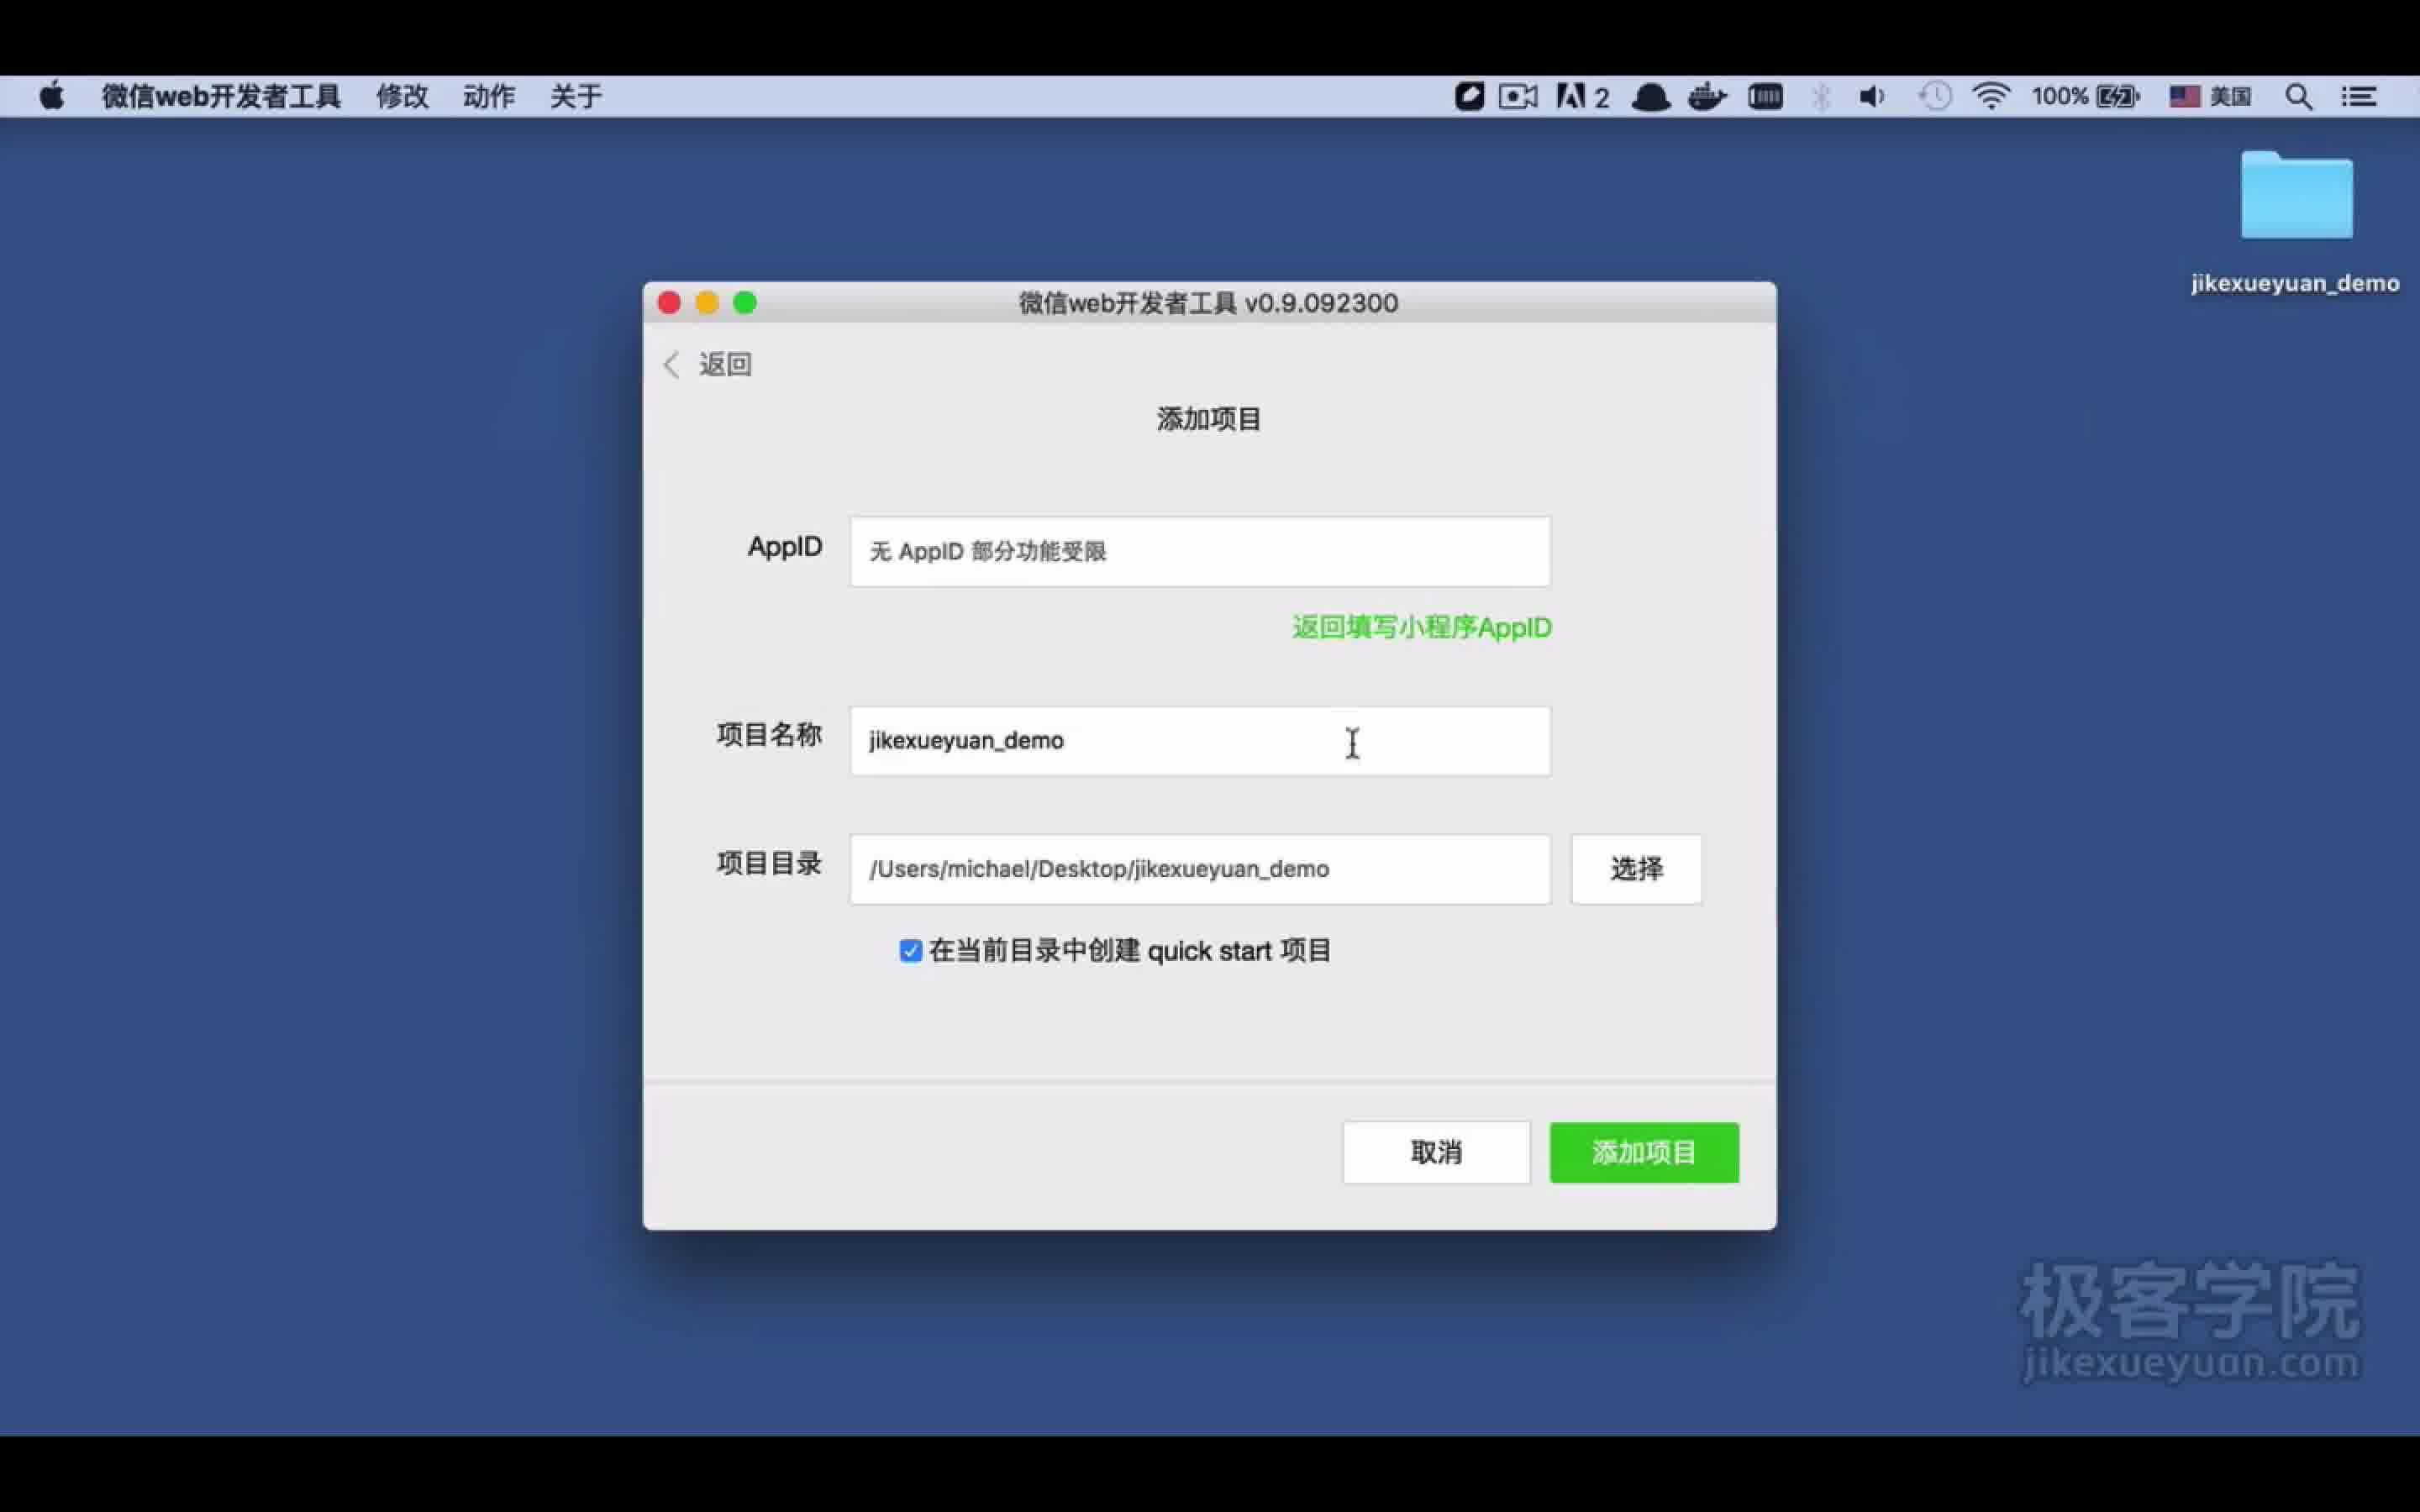 微信web开发者工具 修改 动作 关于 2 100% 美国
jikexueyuan_demo
微信web开发者工具 v0.9.092300
返回
添加项目
AppID 无 AppID 部分功能受限
返回填写小程序AppID
项目名称 jikexueyuan_demo
项目目录 /Users/michael/Desktop/jikexueyuan_demo 选择
在当前目录中创建 quick start 项目
取消 添加项目
极客学院
jikexueyuan.com